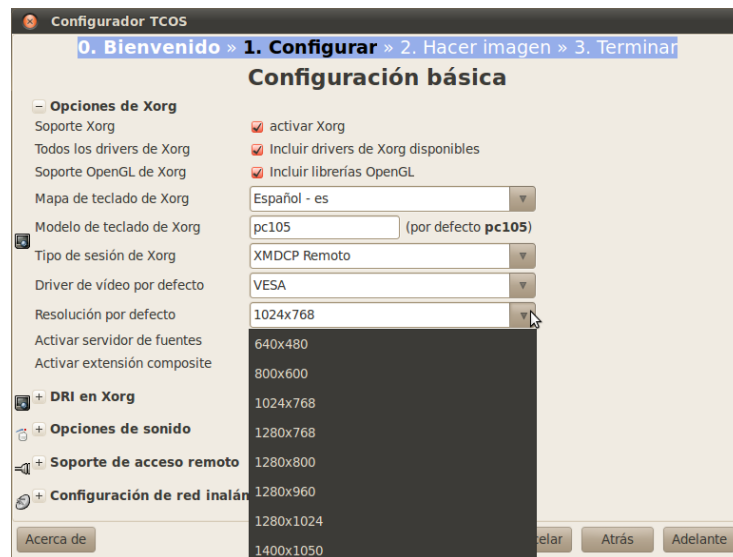 Configurador TCOS
0. Bienvenido » 1. Configurar » 2. Hacer imagen » 3. Terminar
Configuración básica
Opciones de Xorg
Soporte Xorg activar Xorg
Todos los drivers de Xorg Incluir drivers de Xorg disponibles
Soporte OpenGL de Xorg Incluir librerías OpenGL
Mapa de teclado de Xorg Español - es
Modelo de teclado de Xorg pc105 (por defecto pc105)
Tipo de sesión de Xorg XMDCP Remoto
Driver de vídeo por defecto VESA
Resolución por defecto 1024x768
Activar servidor de fuentes
Activar extensión composite
640x480
800x600
1024x768
1280x768
1280x800
1280x960
1280x1024
1400x1050
DRI en Xorg
Opciones de sonido
Soporte de acceso remoto
Configuración de red inalán
Acerca de elar Atrás Adelante